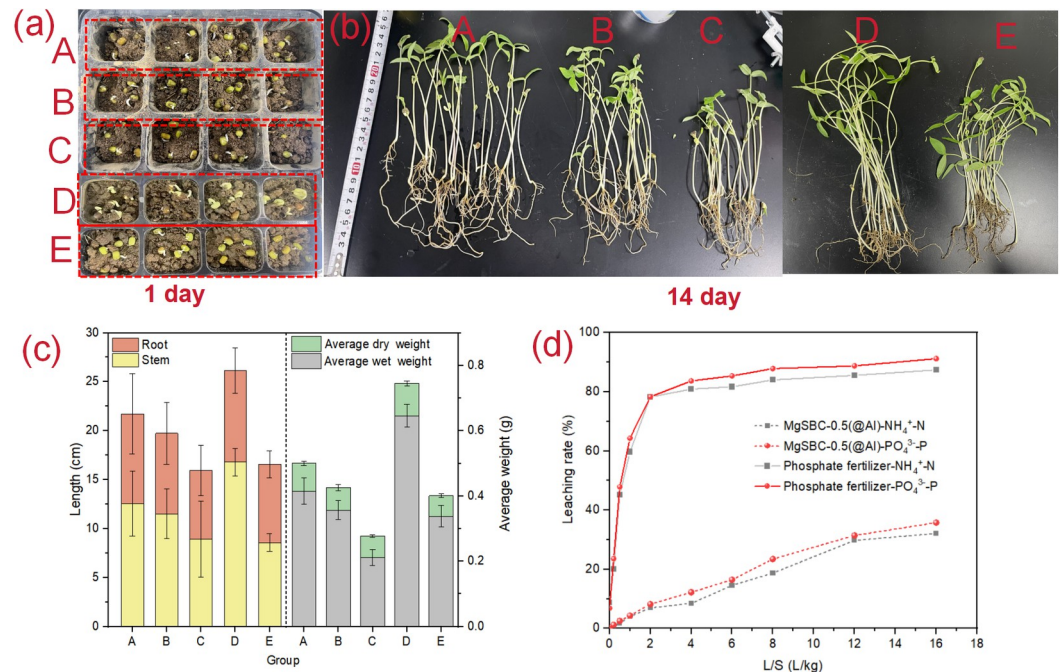 (a)
A
B
C
D
E
1 day
(b)
A
B
C
D
E
14 day
(c)
Length (cm)
30
25
20
15
10
5
0
Root
Stem
Average dry weight
Average wet weight
0.8
0.6
0.4
0.2
0.0
Average weight (g)
A B C D E A B C D E
Group
(d)
Leaching rate (%)
100
80
60
40
20
0
MgSBC-0.5(@Al)-NH₄⁺-N
MgSBC-0.5(@Al)-PO₄³⁻-P
Phosphate fertilizer-NH₄⁺-N
Phosphate fertilizer-PO₄³⁻-P
0 2 4 6 8 10 12 14 16 18
L/S (L/kg)